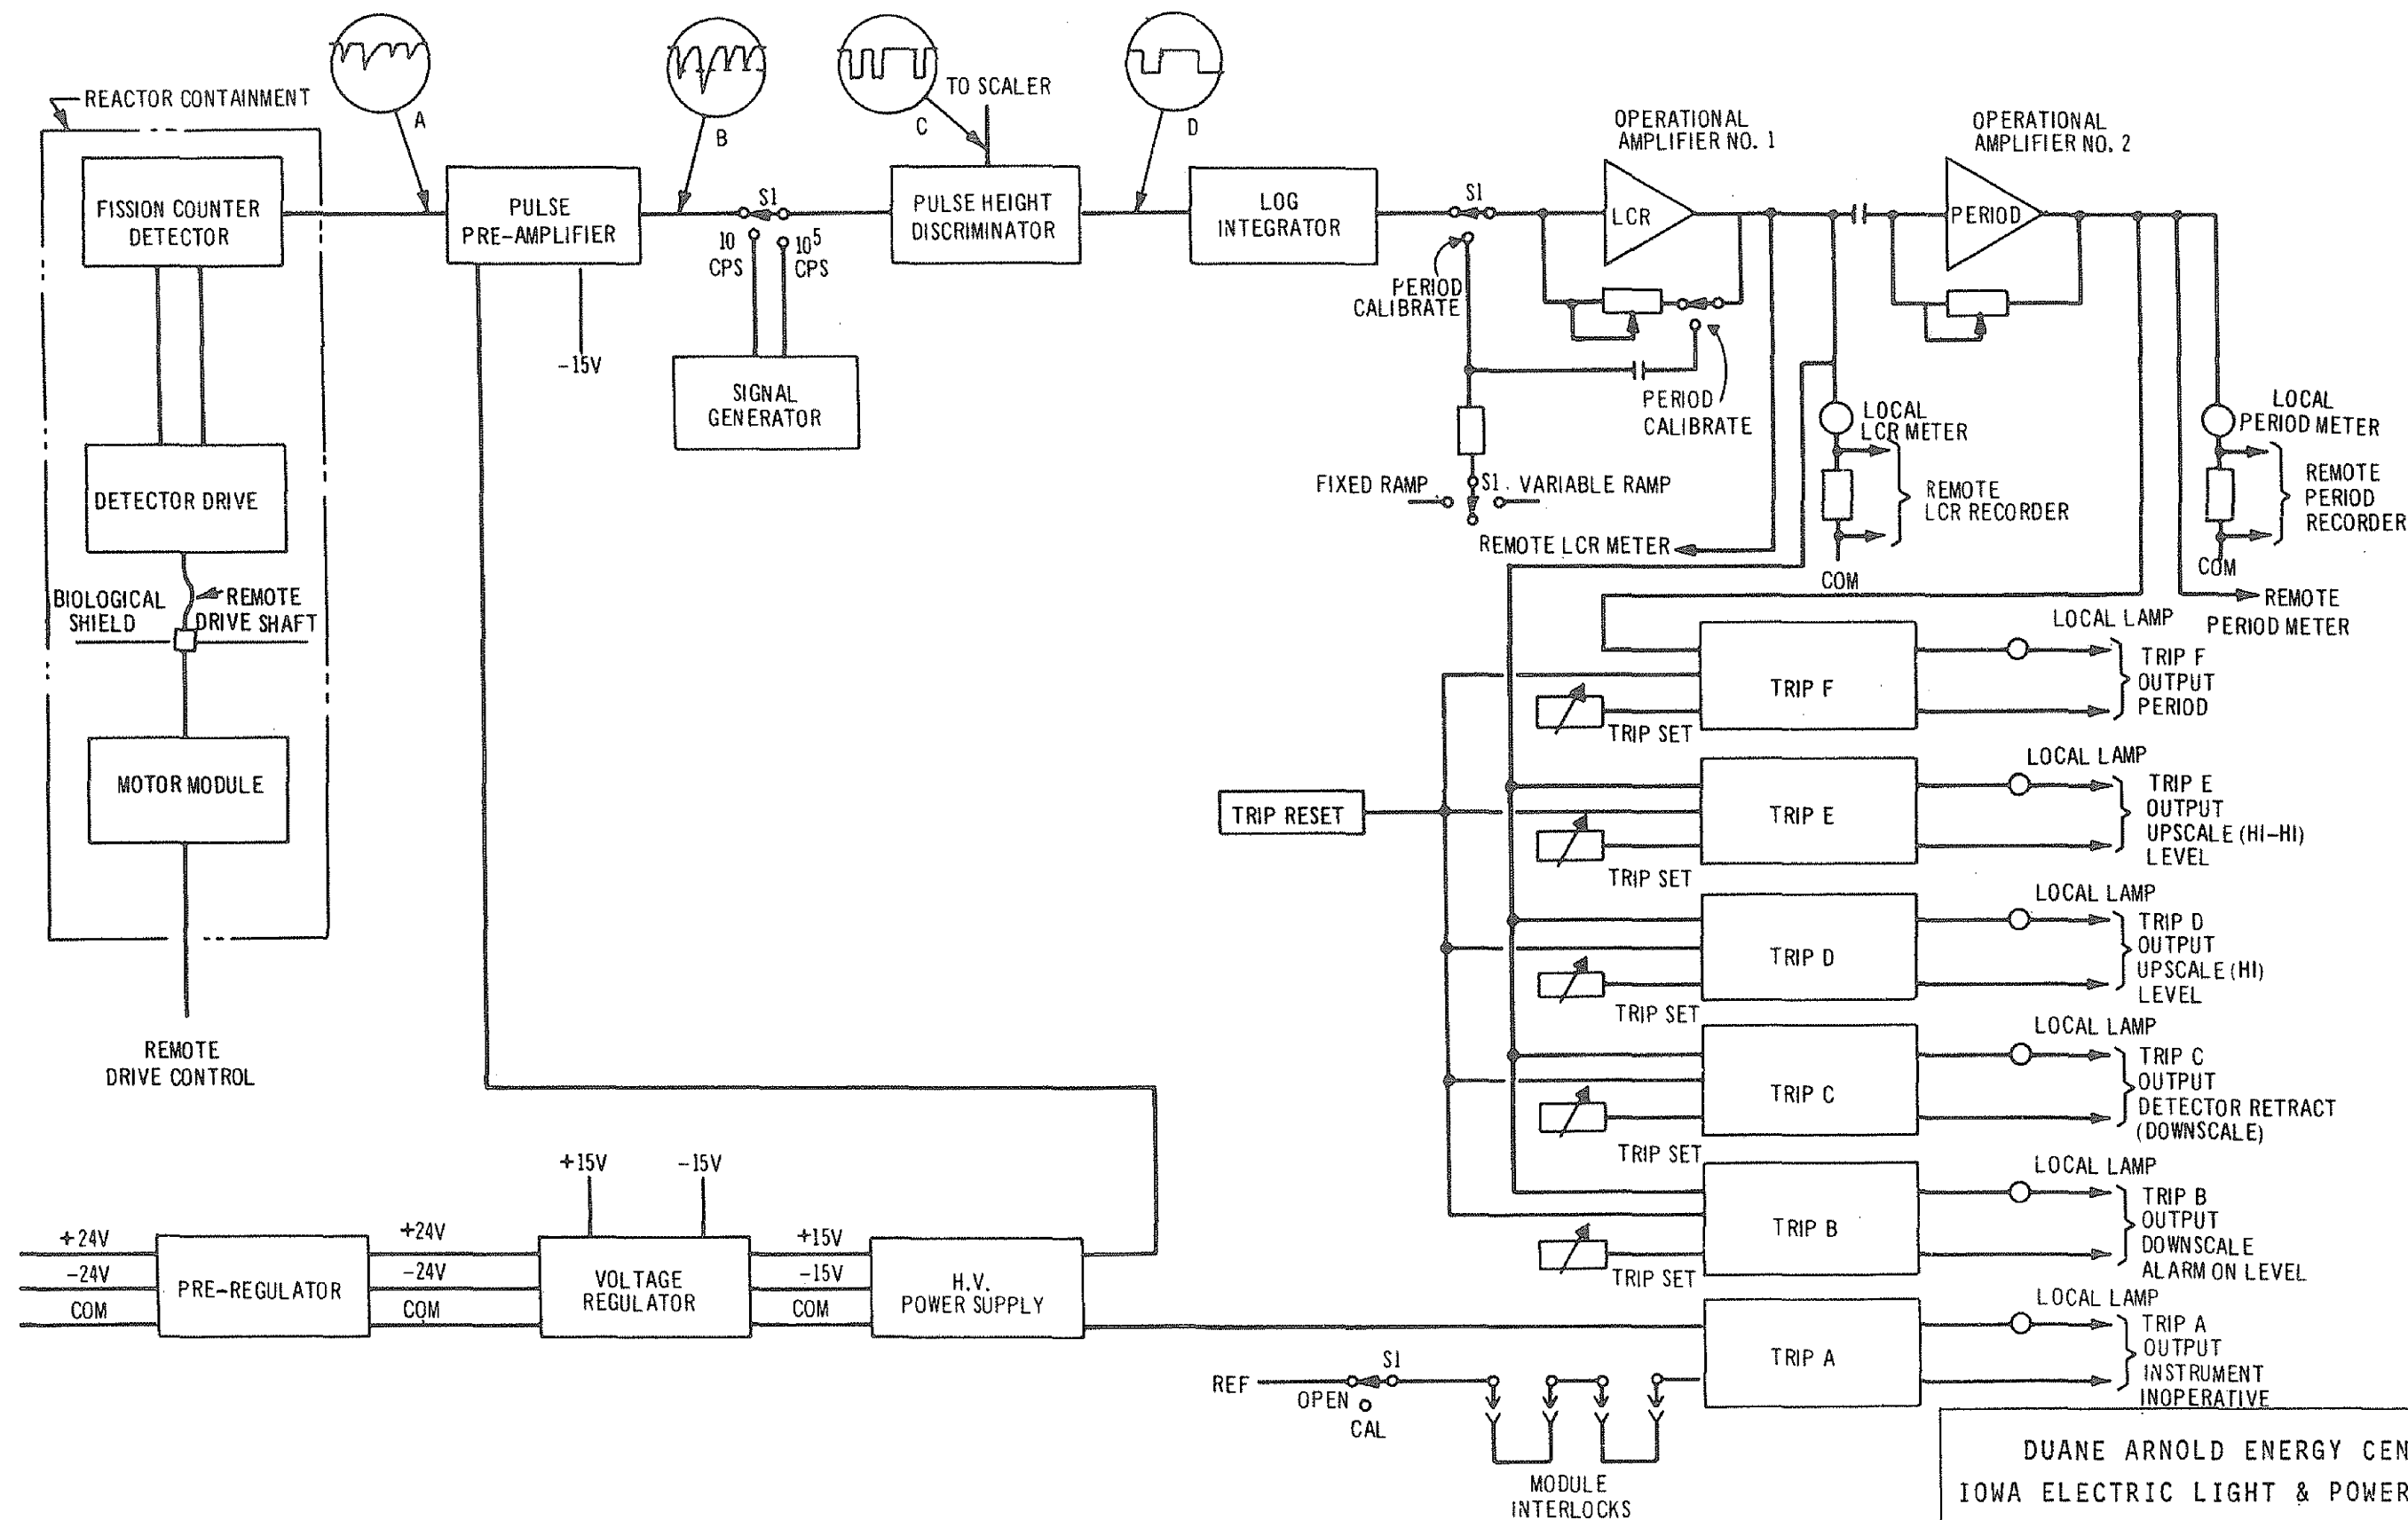 REACTOR CONTAINMENT
A
B
C
TO SCALER
D
FISSION COUNTER
DETECTOR
PULSE
PRE-AMPLIFIER
-15V
S1
10
CPS
10⁵
CPS
SIGNAL
GENERATOR
PULSE HEIGHT
DISCRIMINATOR
LOG
INTEGRATOR
S1
PERIOD
CALIBRATE
OPERATIONAL
AMPLIFIER NO. 1
LCR
PERIOD
CALIBRATE
OPERATIONAL
AMPLIFIER NO. 2
PERIOD
LOCAL
LCR METER
REMOTE
LCR RECORDER
COM
LOCAL
PERIOD METER
REMOTE
PERIOD
RECORDER
COM
FIXED RAMP
S1
VARIABLE RAMP
REMOTE LCR METER
REMOTE
PERIOD METER
DETECTOR DRIVE
BIOLOGICAL
SHIELD
REMOTE
DRIVE SHAFT
MOTOR MODULE
REMOTE
DRIVE CONTROL
TRIP RESET
TRIP F
TRIP SET
LOCAL LAMP
TRIP F
OUTPUT
PERIOD
TRIP E
TRIP SET
LOCAL LAMP
TRIP E
OUTPUT
UPSCALE (HI-HI)
LEVEL
TRIP D
TRIP SET
LOCAL LAMP
TRIP D
OUTPUT
UPSCALE (HI)
LEVEL
TRIP C
TRIP SET
LOCAL LAMP
TRIP C
OUTPUT
DETECTOR RETRACT
(DOWNSCALE)
TRIP B
TRIP SET
LOCAL LAMP
TRIP B
OUTPUT
DOWNSCALE
ALARM ON LEVEL
TRIP A
LOCAL LAMP
TRIP A
OUTPUT
INSTRUMENT
INOPERATIVE
+24V
-24V
COM
PRE-REGULATOR
+24V
-24V
COM
+15V
-15V
VOLTAGE
REGULATOR
+15V
-15V
COM
H.V.
POWER SUPPLY
REF
S1
OPEN
CAL
MODULE
INTERLOCKS
DUANE ARNOLD ENERGY CEN
IOWA ELECTRIC LIGHT & POWER